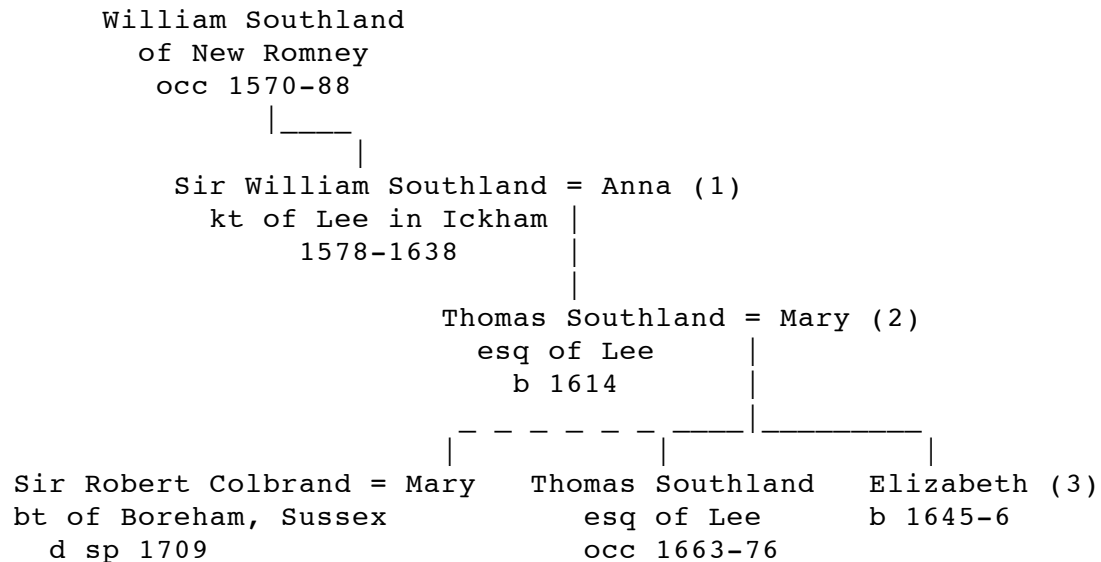 William Southland
of New Romney
occ 1570-88
Sir William Southland = Anna (1)
kt of Lee in Ickham
1578-1638
Thomas Southland = Mary (2)
esq of Lee
b 1614
Sir Robert Colbrand = Mary Thomas Southland Elizabeth (3)
bt of Boreham, Sussex esq of Lee b 1645-6
d sp 1709 occ 1663-76